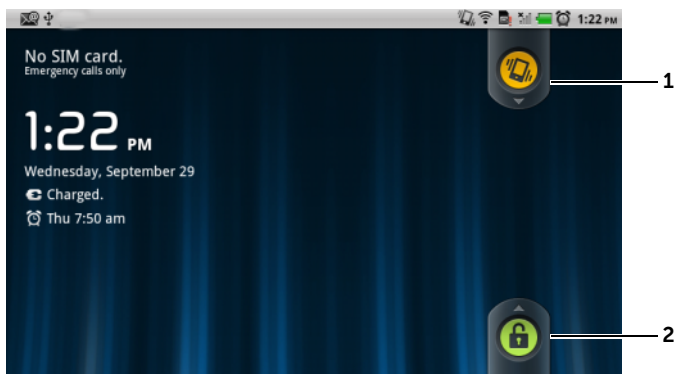 1:22 PM
No SIM card.
Emergency calls only
1
1:22 PM
Wednesday, September 29
Charged.
Thu 7:50 am
2